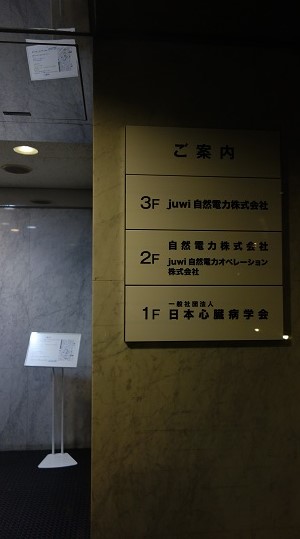 ご案内
3F juwi 自然電力株式会社
2F 自然電力株式会社
juwi 自然電力オペレーション
株式会社
1F 一般社団法人
日本心臓病学会